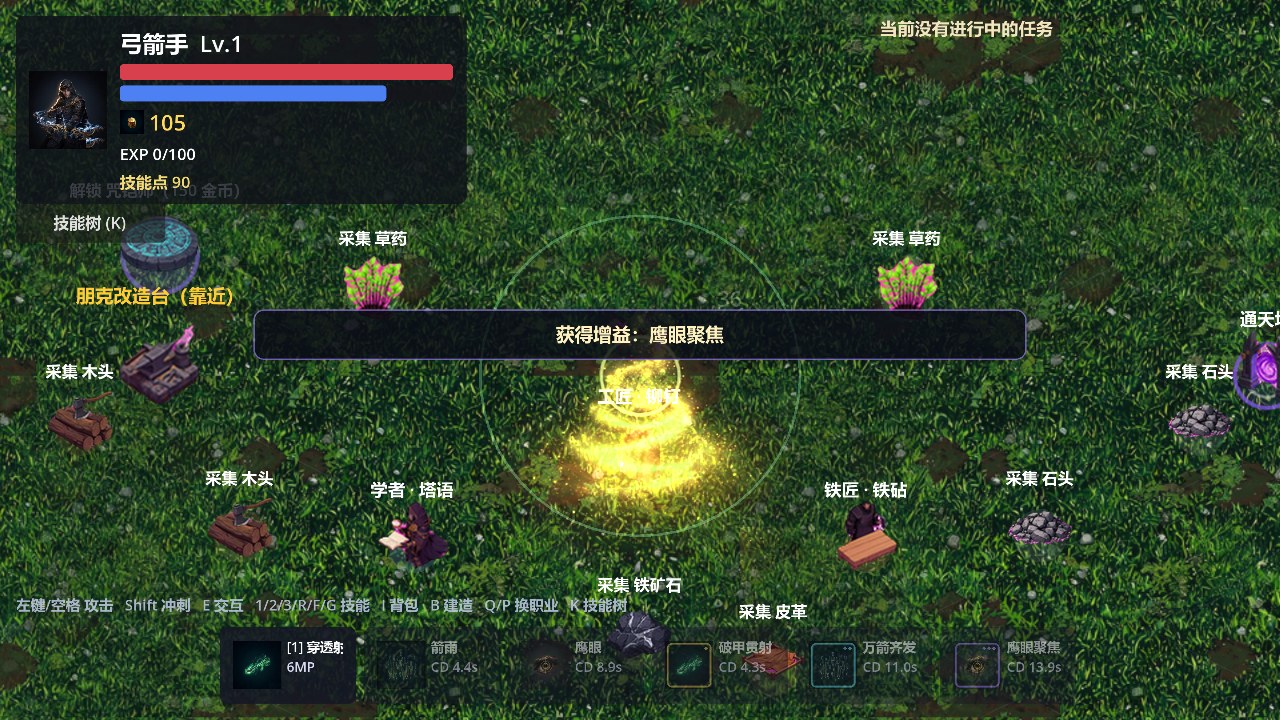 弓箭手 Lv.1
105
EXP 0/100
技能点 90
技能树 (K)
当前没有进行中的任务
采集 草药
采集 草药
朋克改造台（靠近）
获得增益：鹰眼聚焦
采集 木头
采集 石头
工匠 · 铆钉
采集 木头
学者 · 塔语
铁匠 · 铁砧
采集 石头
采集 铁矿石
采集 皮革
左键/空格 攻击 Shift 冲刺 E 交互 1/2/3/R/F/G 技能 I 背包 B 建造 Q/P 换职业 K 技能树
[1] 穿透射
6MP
箭雨
CD 4.4s
鹰眼
CD 8.9s
破甲贯射
CD 4.3s
万箭齐发
CD 11.0s
鹰眼聚焦
CD 13.9s